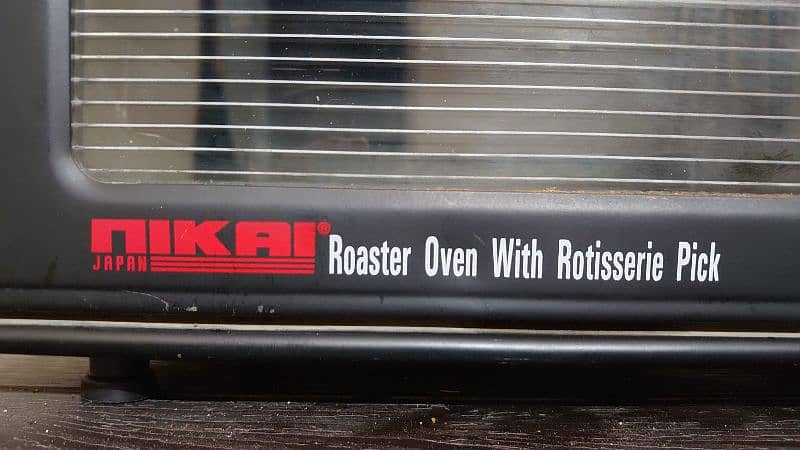 NIKAI® Roaster Oven With Rotisserie Pick
JAPAN